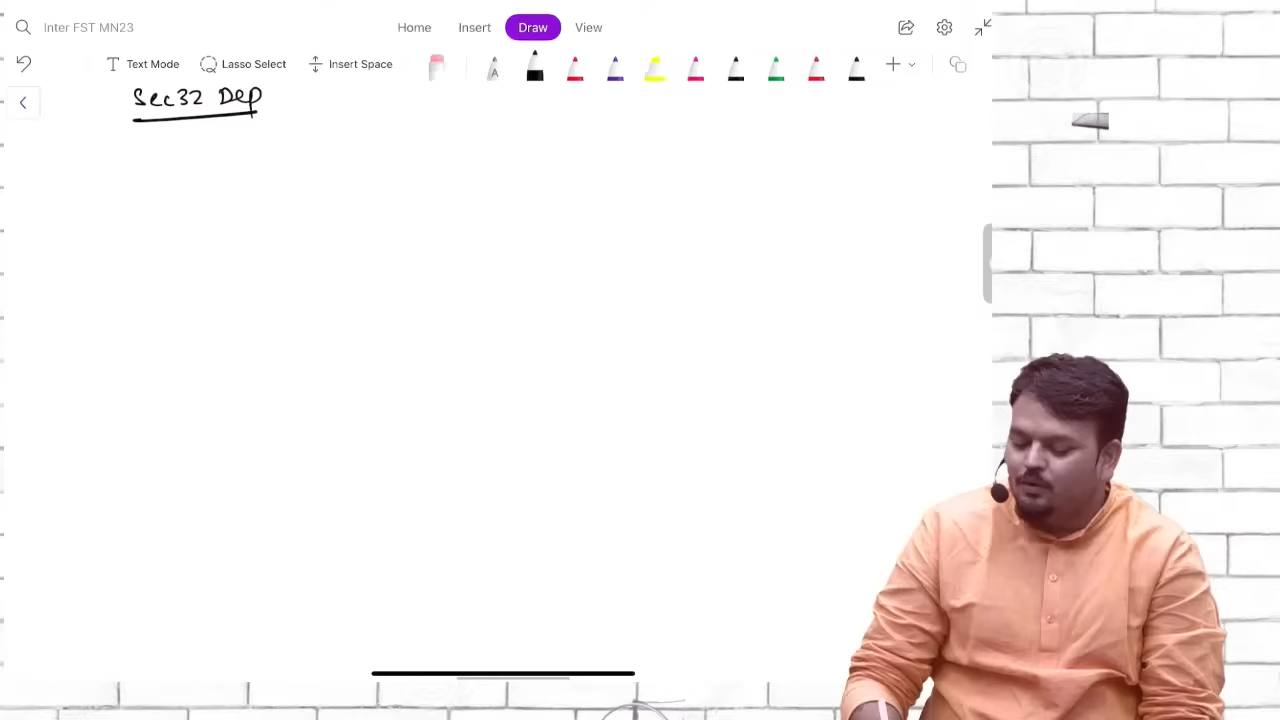 Inter FST MN23
Home Insert Draw View
Text Mode Lasso Select Insert Space
A
Sec32 Dep